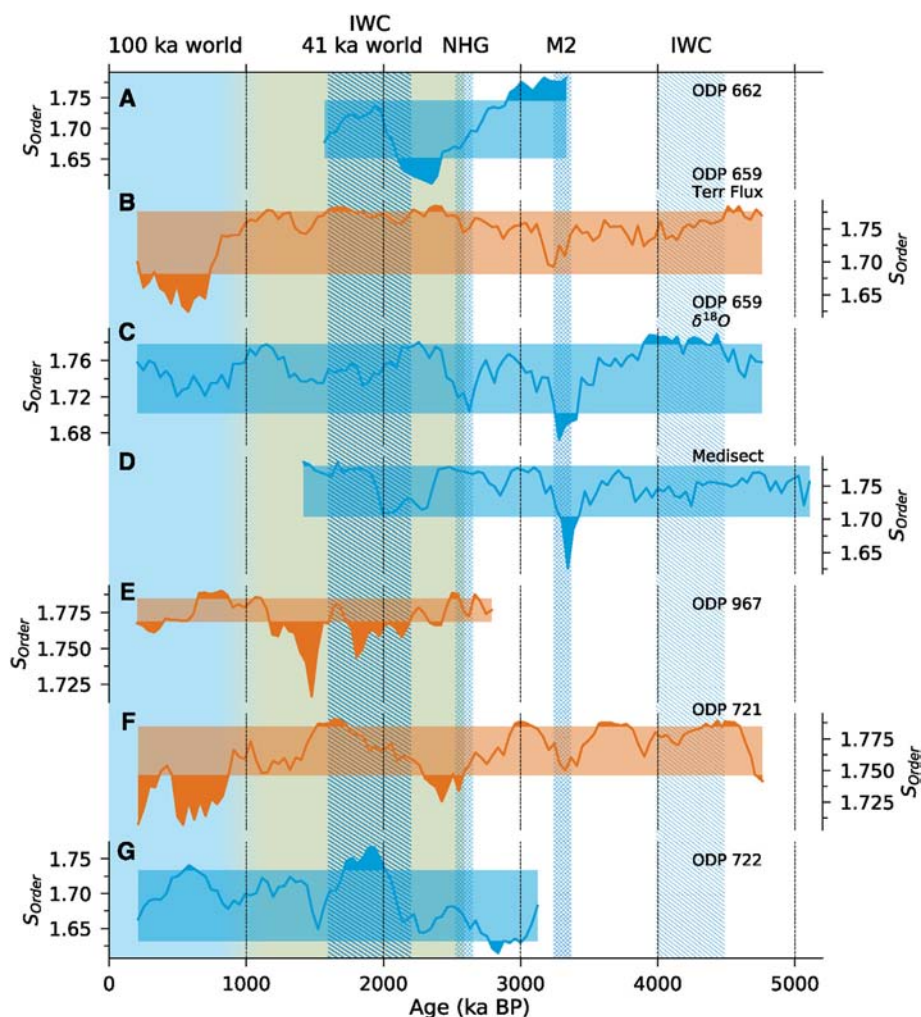 IWC
100 ka world 41 ka world NHG M2 IWC
A
ODP 662
S_Order
1.75
1.70
1.65
B
ODP 659
Terr Flux
1.75
1.70
1.65
S_Order
C
ODP 659
δ18O
S_Order
1.76
1.72
1.68
D
Medisect
1.75
1.70
1.65
S_Order
E
ODP 967
S_Order
1.775
1.750
1.725
F
ODP 721
1.775
1.750
1.725
S_Order
G
ODP 722
S_Order
1.75
1.70
1.65
0 1000 2000 3000 4000 5000
Age (ka BP)